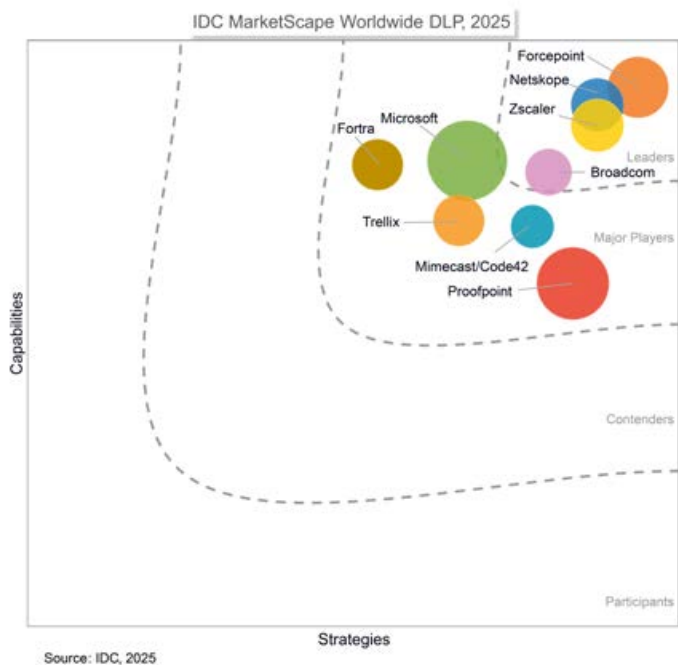 IDC MarketScape Worldwide DLP, 2025
Forcepoint
Netskope
Zscaler
Microsoft
Fortra
Leaders
Broadcom
Trellix
Major Players
Mimecast/Code42
Proofpoint
Capabilities
Contenders
Participants
Strategies
Source: IDC, 2025